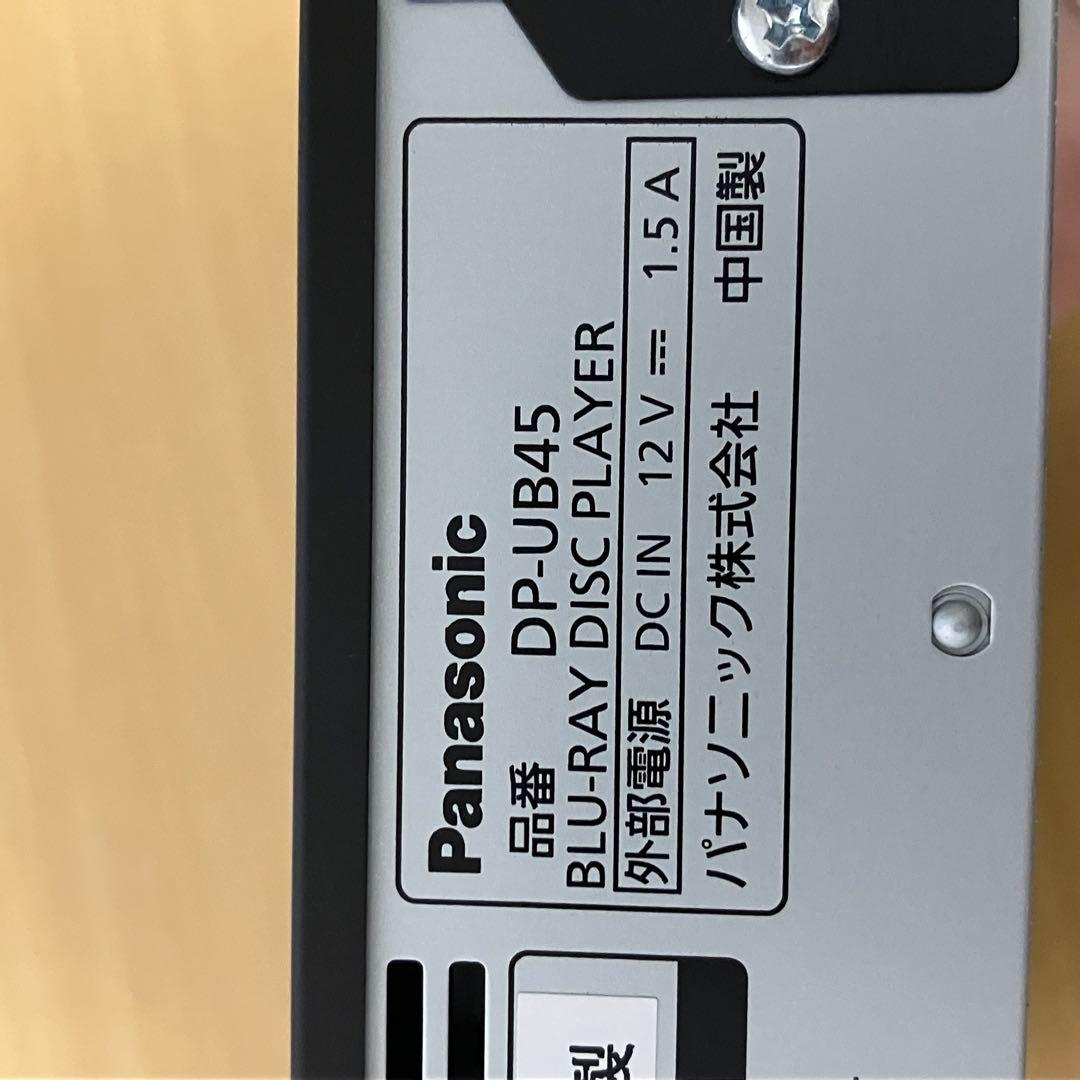 Panasonic
品番 DP-UB45
BLU-RAY DISC PLAYER
外部電源 DC IN 12 V ⎓ 1.5 A
パナソニック株式会社 中国製
製